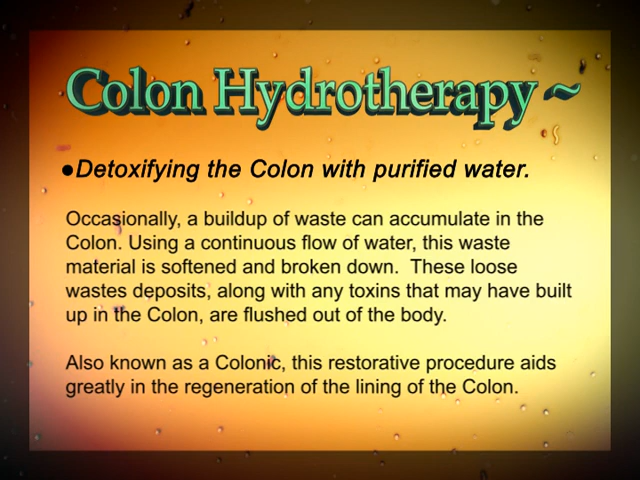 Colon Hydrotherapy ~
●Detoxifying the Colon with purified water.
Occasionally, a buildup of waste can accumulate in the
Colon. Using a continuous flow of water, this waste
material is softened and broken down.  These loose
wastes deposits, along with any toxins that may have built
up in the Colon, are flushed out of the body.
Also known as a Colonic, this restorative procedure aids
greatly in the regeneration of the lining of the Colon.